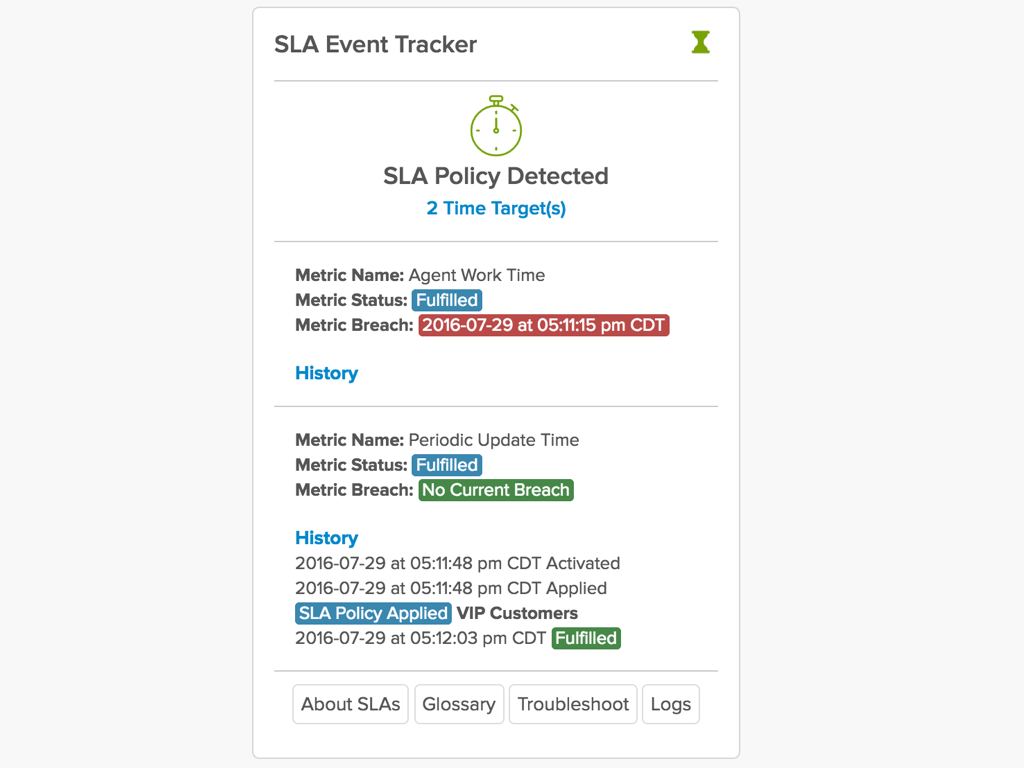 SLA Event Tracker
SLA Policy Detected
2 Time Target(s)
Metric Name: Agent Work Time
Metric Status: Fulfilled
Metric Breach: 2016-07-29 at 05:11:15 pm CDT
History
Metric Name: Periodic Update Time
Metric Status: Fulfilled
Metric Breach: No Current Breach
History
2016-07-29 at 05:11:48 pm CDT Activated
2016-07-29 at 05:11:48 pm CDT Applied
SLA Policy Applied VIP Customers
2016-07-29 at 05:12:03 pm CDT Fulfilled
About SLAs Glossary Troubleshoot Logs